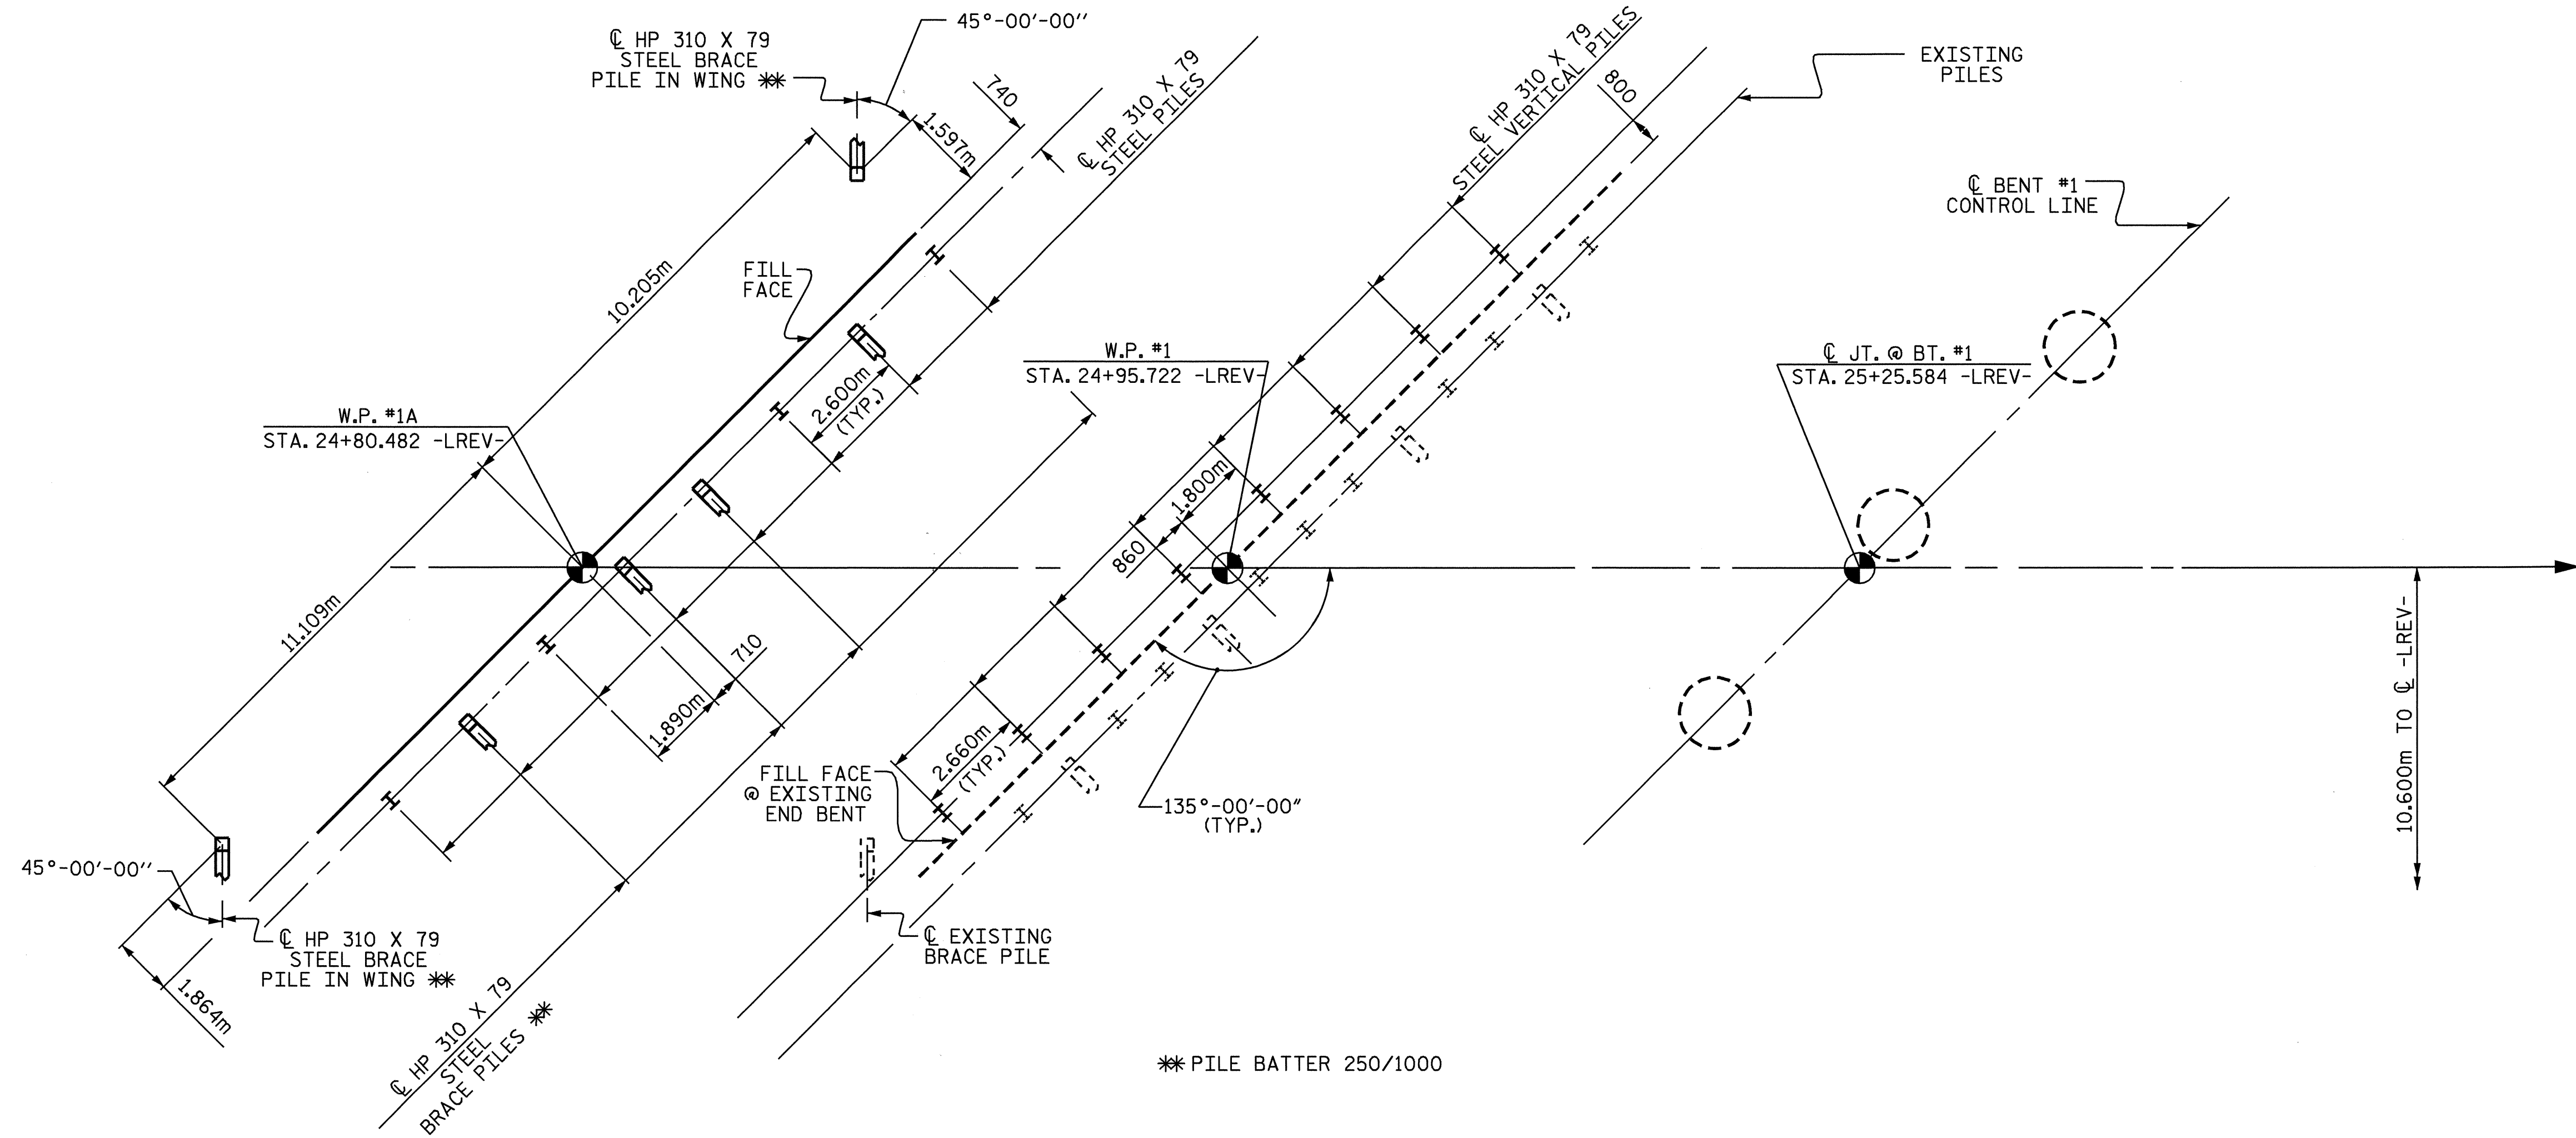 ℄ HP 310 X 79
STEEL BRACE
PILE IN WING **
45°-00'-00''
1.597m
740
℄ HP 310 X 79
STEEL PILES
℄ HP 310 X 79
STEEL VERTICAL PILES
800
EXISTING
PILES
℄ BENT #1
CONTROL LINE
10.205m
FILL
FACE
W.P. #1A
STA. 24+80.482 -LREV-
2.600m
(TYP.)
W.P. #1
STA. 24+95.722 -LREV-
℄ JT. @ BT. #1
STA. 25+25.584 -LREV-
1.800m
860
11.109m
710
1.890m
2.660m
(TYP.)
FILL FACE
@ EXISTING
END BENT
135°-00'-00"
(TYP.)
10.600m TO ℄ -LREV-
45°-00'-00''
℄ HP 310 X 79
STEEL BRACE
PILE IN WING **
1.864m
℄ EXISTING
BRACE PILE
℄ HP 310 X 79
STEEL
BRACE PILES **
** PILE BATTER 250/1000